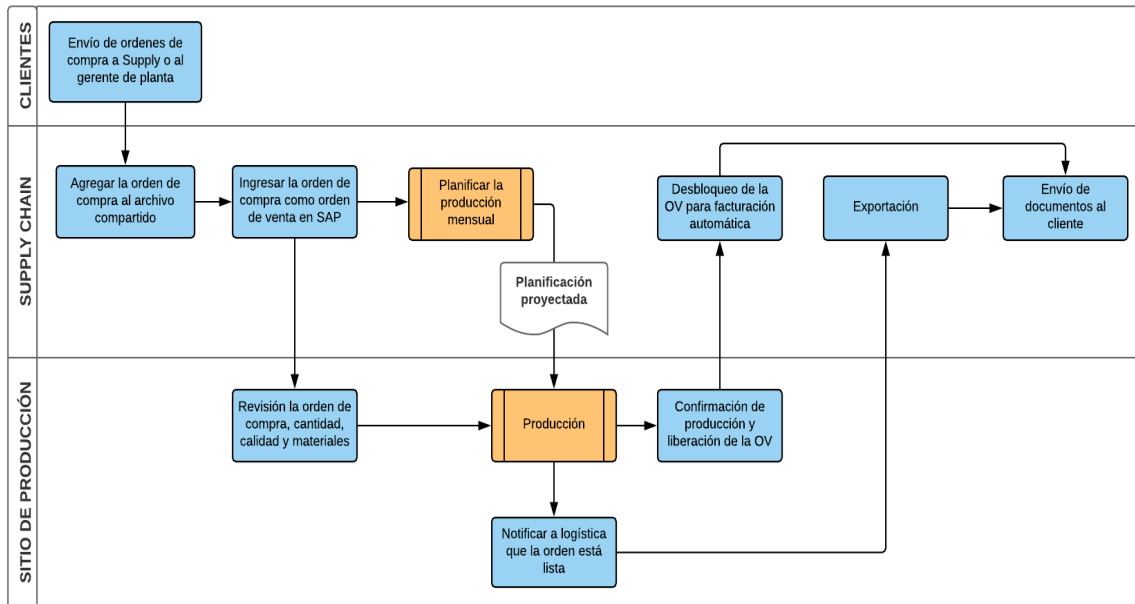 CLIENTES
Envío de ordenes de
compra a Supply o al
gerente de planta
SUPPLY CHAIN
Agregar la orden de
compra al archivo
compartido
Ingresar la orden de
compra como orden
de venta en SAP
Planificar la
producción
mensual
Planificación
proyectada
Desbloqueo de la
OV para facturación
automática
Exportación
Envío de
documentos al
cliente
SITIO DE PRODUCCIÓN
Revisión la orden de
compra, cantidad,
calidad y materiales
Producción
Confirmación de
producción y
liberación de la OV
Notificar a logística
que la orden está
lista